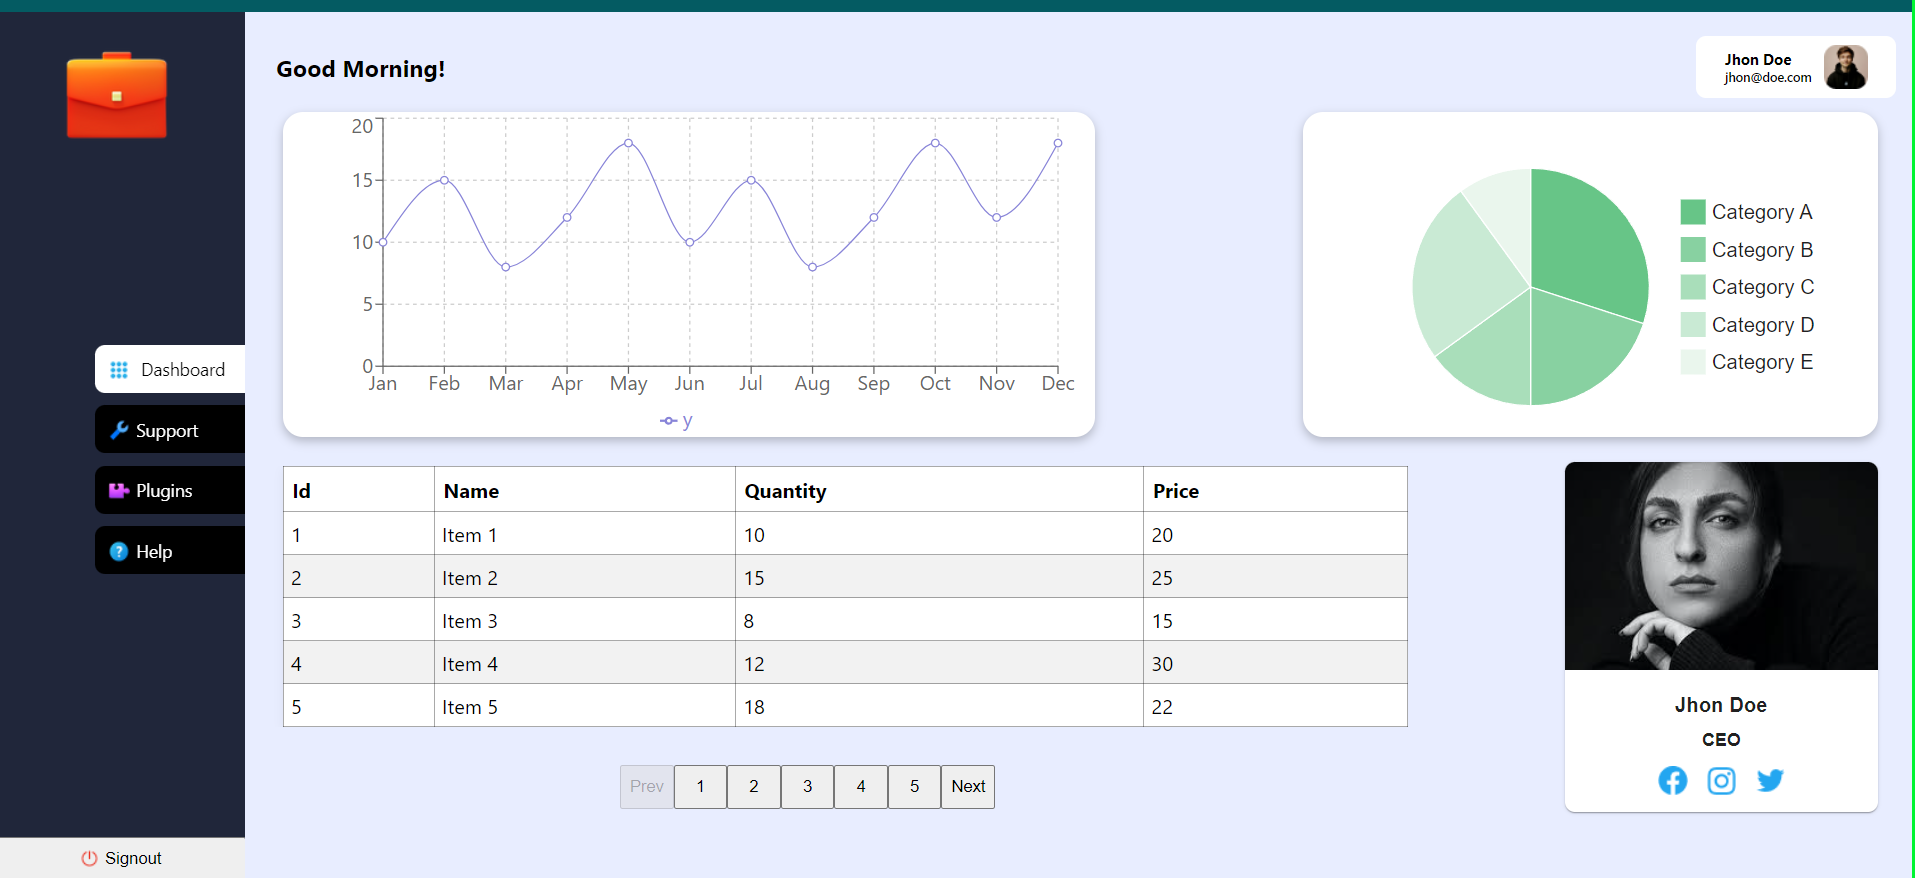 Good Morning!
Jhon Doe
jhon@doe.com
Dashboard
Support
Plugins
Help
Signout
20
15
10
5
0
Jan Feb Mar Apr May Jun Jul Aug Sep Oct Nov Dec
y
Category A
Category B
Category C
Category D
Category E
Id Name Quantity Price
1 Item 1 10 20
2 Item 2 15 25
3 Item 3 8 15
4 Item 4 12 30
5 Item 5 18 22
Prev 1 2 3 4 5 Next
Jhon Doe
CEO